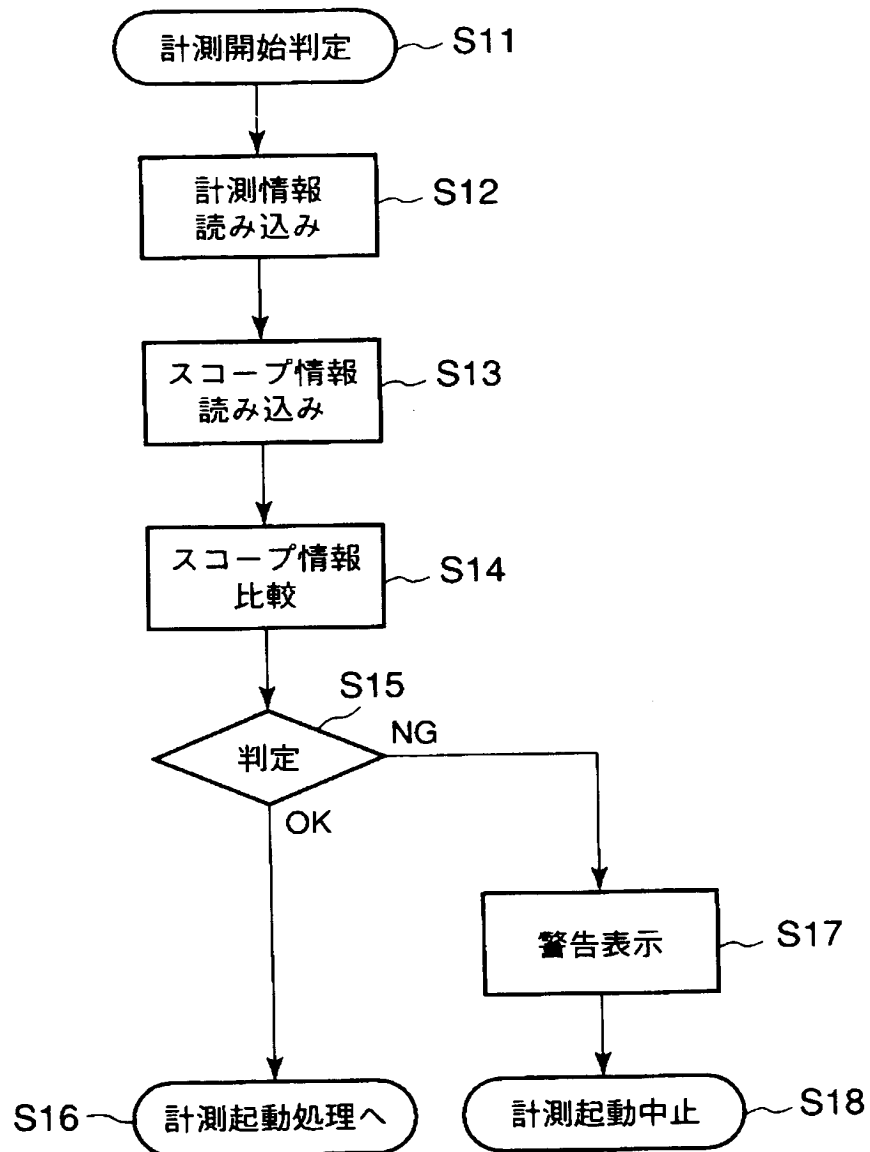 計測開始判定
S11
計測情報
読み込み
S12
スコープ情報
読み込み
S13
スコープ情報
比較
S14
S15
判定
NG
OK
警告表示
S17
S16
計測起動処理へ
計測起動中止
S18